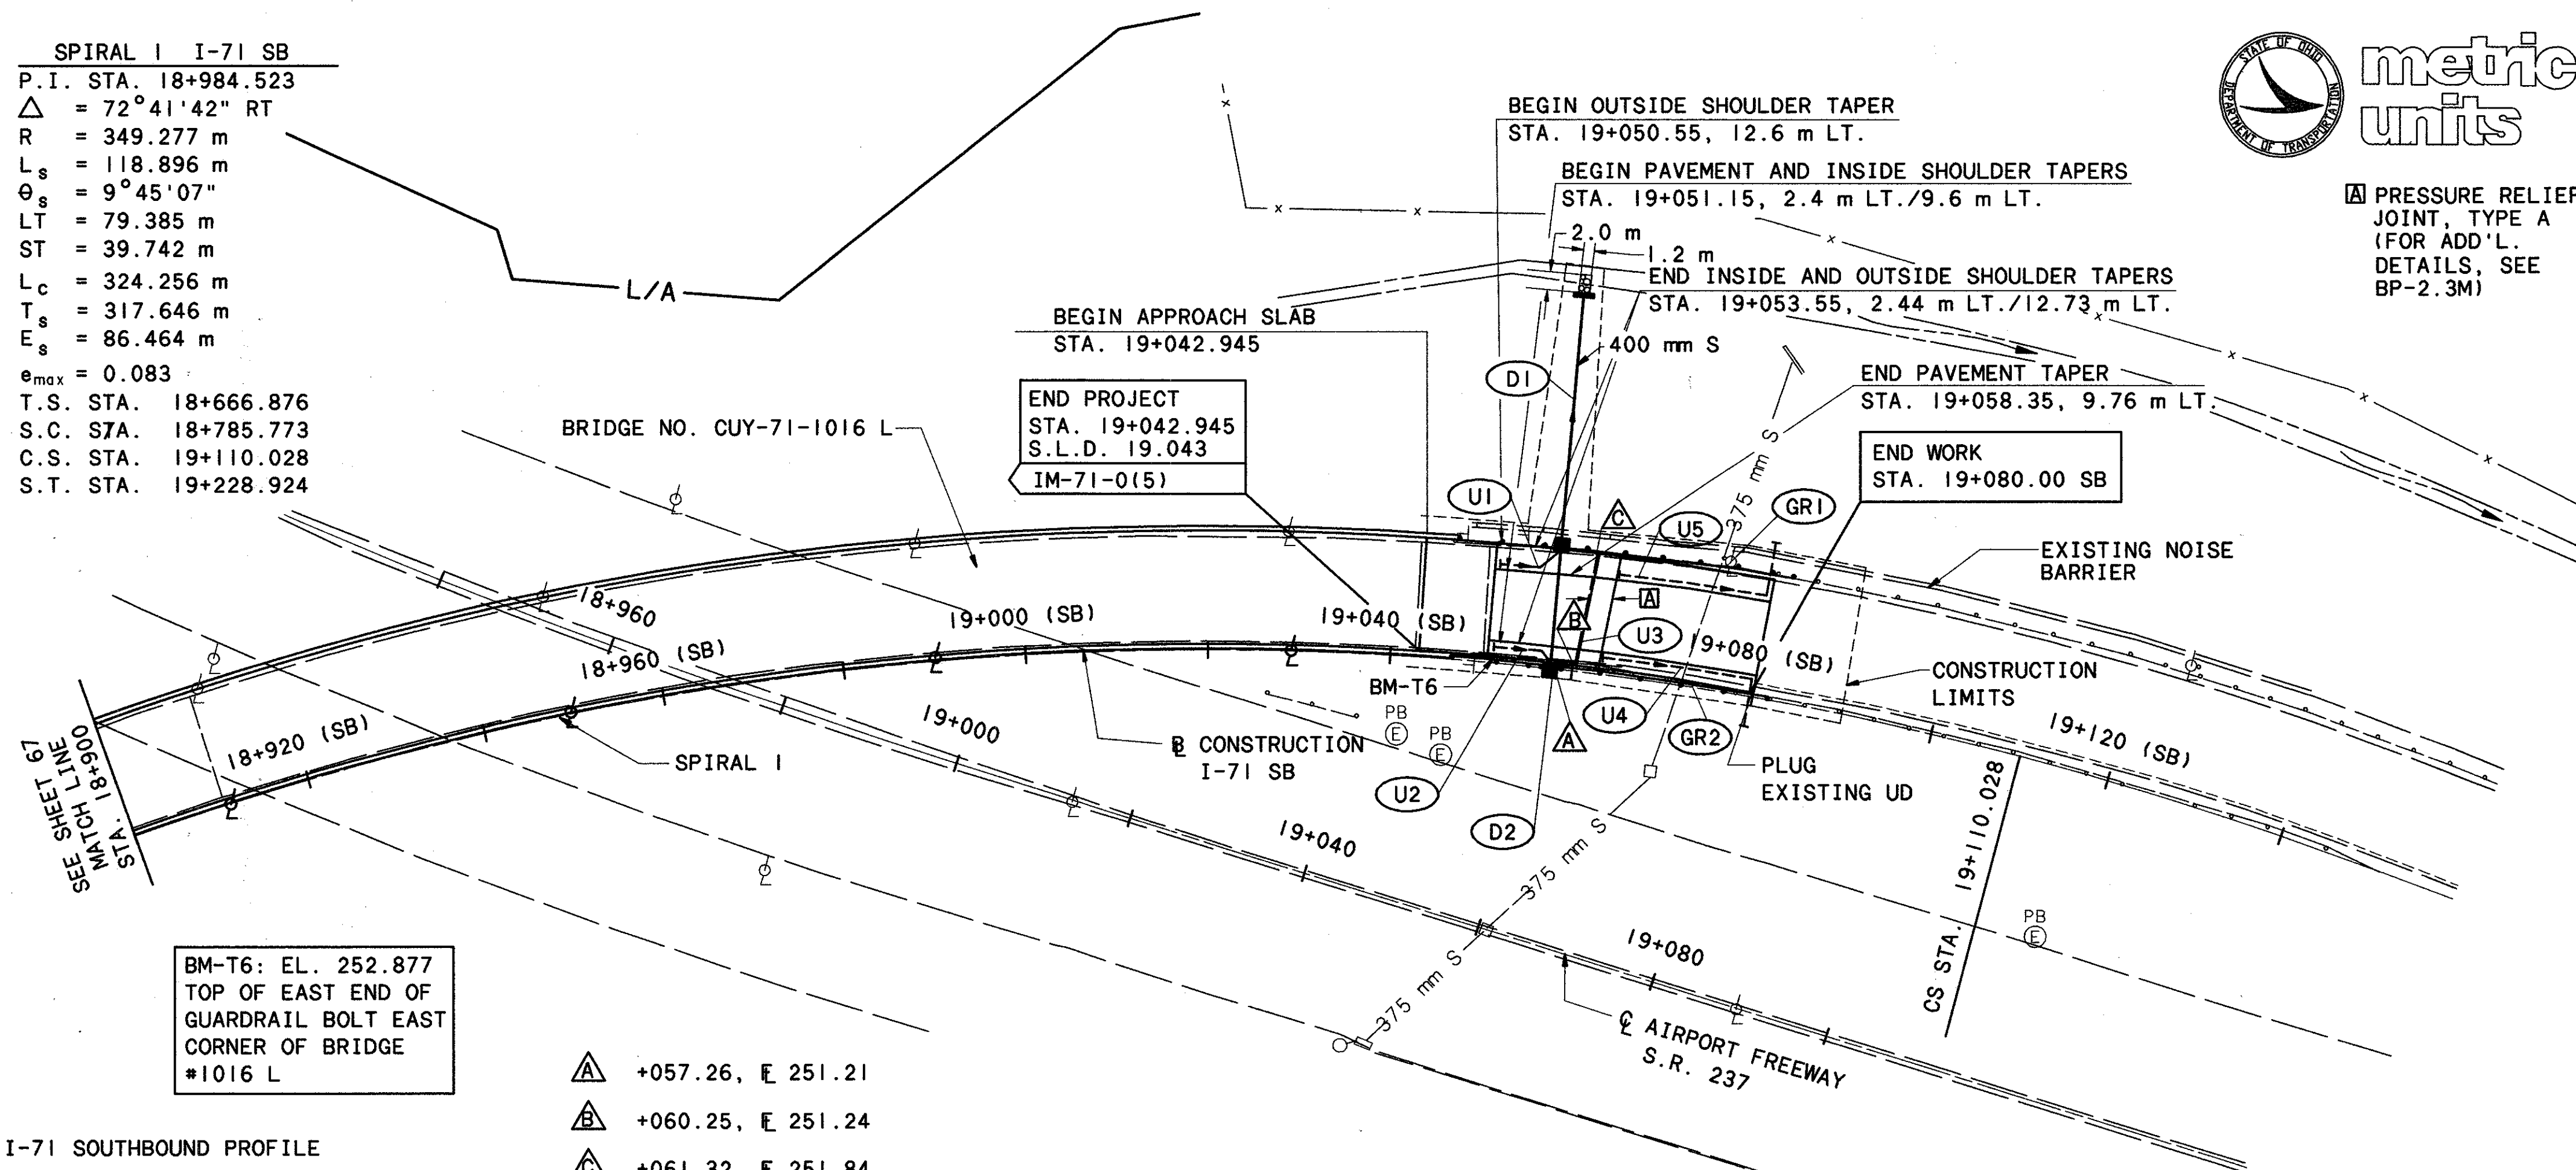 SPIRAL 1 I-71 SB
P.I. STA. 18+984.523
△ = 72°41'42" RT
R = 349.277 m
Ls = 118.896 m
θs = 9°45'07"
LT = 79.385 m
ST = 39.742 m
Lc = 324.256 m
Ts = 317.646 m
Es = 86.464 m
emax = 0.083
T.S. STA. 18+666.876
S.C. STA. 18+785.773
C.S. STA. 19+110.028
S.T. STA. 19+228.924
L/A
STATE OF OHIO
DEPARTMENT OF TRANSPORTATION
metric
units
A PRESSURE RELIEF
JOINT, TYPE A
(FOR ADD'L.
DETAILS, SEE
BP-2.3M)
BEGIN OUTSIDE SHOULDER TAPER
STA. 19+050.55, 12.6 m LT.
BEGIN PAVEMENT AND INSIDE SHOULDER TAPERS
STA. 19+051.15, 2.4 m LT./9.6 m LT.
2.0 m
1.2 m
END INSIDE AND OUTSIDE SHOULDER TAPERS
STA. 19+053.55, 2.44 m LT./12.73 m LT.
BEGIN APPROACH SLAB
STA. 19+042.945
400 mm S
D1
END PAVEMENT TAPER
STA. 19+058.35, 9.76 m LT.
END PROJECT
STA. 19+042.945
S.L.D. 19.043
IM-71-0(5)
BRIDGE NO. CUY-71-1016 L
END WORK
STA. 19+080.00 SB
375 mm S
U1
C
U5
GR1
EXISTING NOISE
BARRIER
18+960
19+000 (SB)
19+040 (SB)
A
B
U3
19+080 (SB)
18+960 (SB)
CONSTRUCTION
LIMITS
BM-T6
U4
GR2
PB
E
PB
E
A
19+000
18+920 (SB)
SPIRAL 1
℄ CONSTRUCTION
I-71 SB
PLUG
EXISTING UD
19+120 (SB)
U2
D2
SEE SHEET 67
MATCH LINE
STA. 18+900
19+040
375 mm S
CS STA. 19+110.028
PB
E
19+080
375 mm S
℄ AIRPORT FREEWAY
S.R. 237
BM-T6: EL. 252.877
TOP OF EAST END OF
GUARDRAIL BOLT EAST
CORNER OF BRIDGE
#1016 L
A +057.26, FL 251.21
B +060.25, FL 251.24
C +061.32, FL 251.84
I-71 SOUTHBOUND PROFILE